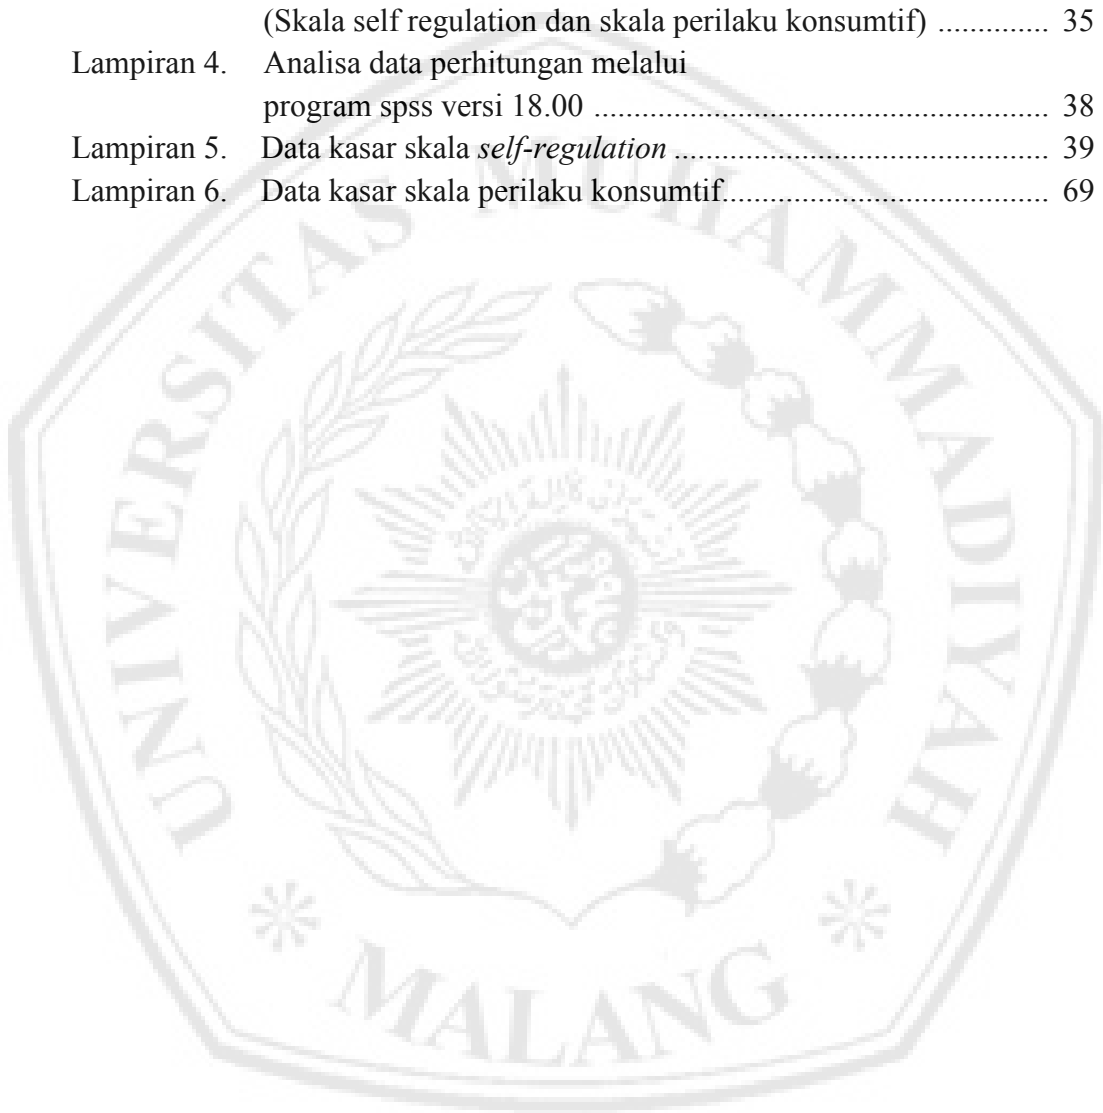 (Skala self regulation dan skala perilaku konsumtif) .............. 35
Lampiran 4. Analisa data perhitungan melalui
program spss versi 18.00 ......................................................... 38
Lampiran 5. Data kasar skala self-regulation ............................................... 39
Lampiran 6. Data kasar skala perilaku konsumtif......................................... 69
UNIVERSITAS MUHAMMADIYAH
MALANG